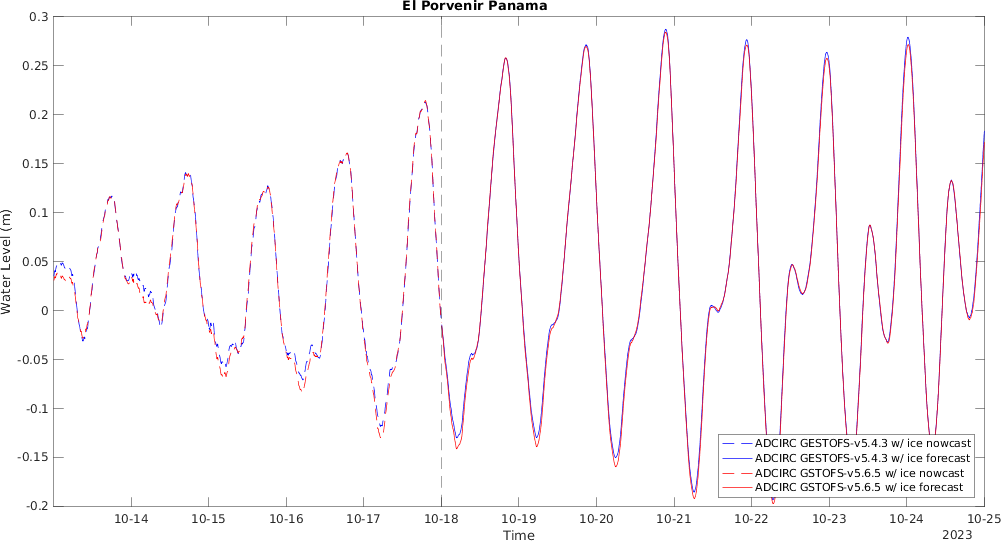 El Porvenir Panama
0.3
0.25
0.2
0.15
0.1
0.05
0
-0.05
-0.1
-0.15
-0.2
Water Level (m)
ADCIRC GESTOFS-v5.4.3 w/ ice nowcast
ADCIRC GESTOFS-v5.4.3 w/ ice forecast
ADCIRC GSTOFS-v5.6.5 w/ ice nowcast
ADCIRC GSTOFS-v5.6.5 w/ ice forecast
10-14 10-15 10-16 10-17 10-18 10-19 10-20 10-21 10-22 10-23 10-24 10-25
Time
2023